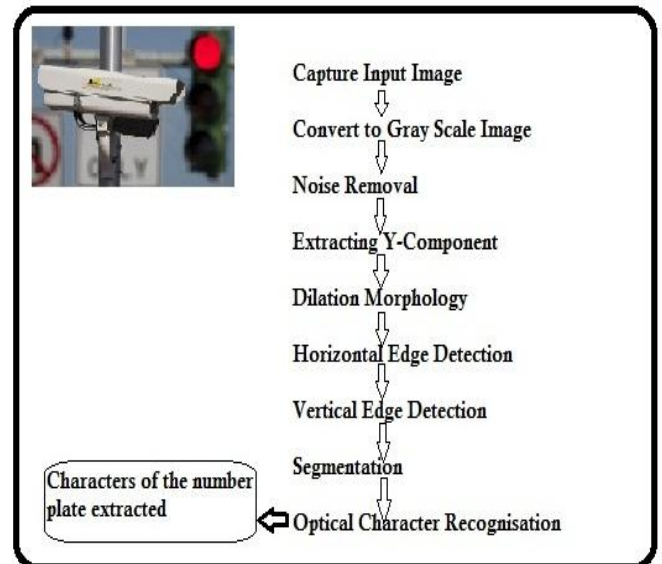 Capture Input Image
Convert to Gray Scale Image
Noise Removal
Extracting Y-Component
Dilation Morphology
Horizontal Edge Detection
Vertical Edge Detection
Segmentation
Optical Character Recognisation
Characters of the number
plate extracted
ONLY